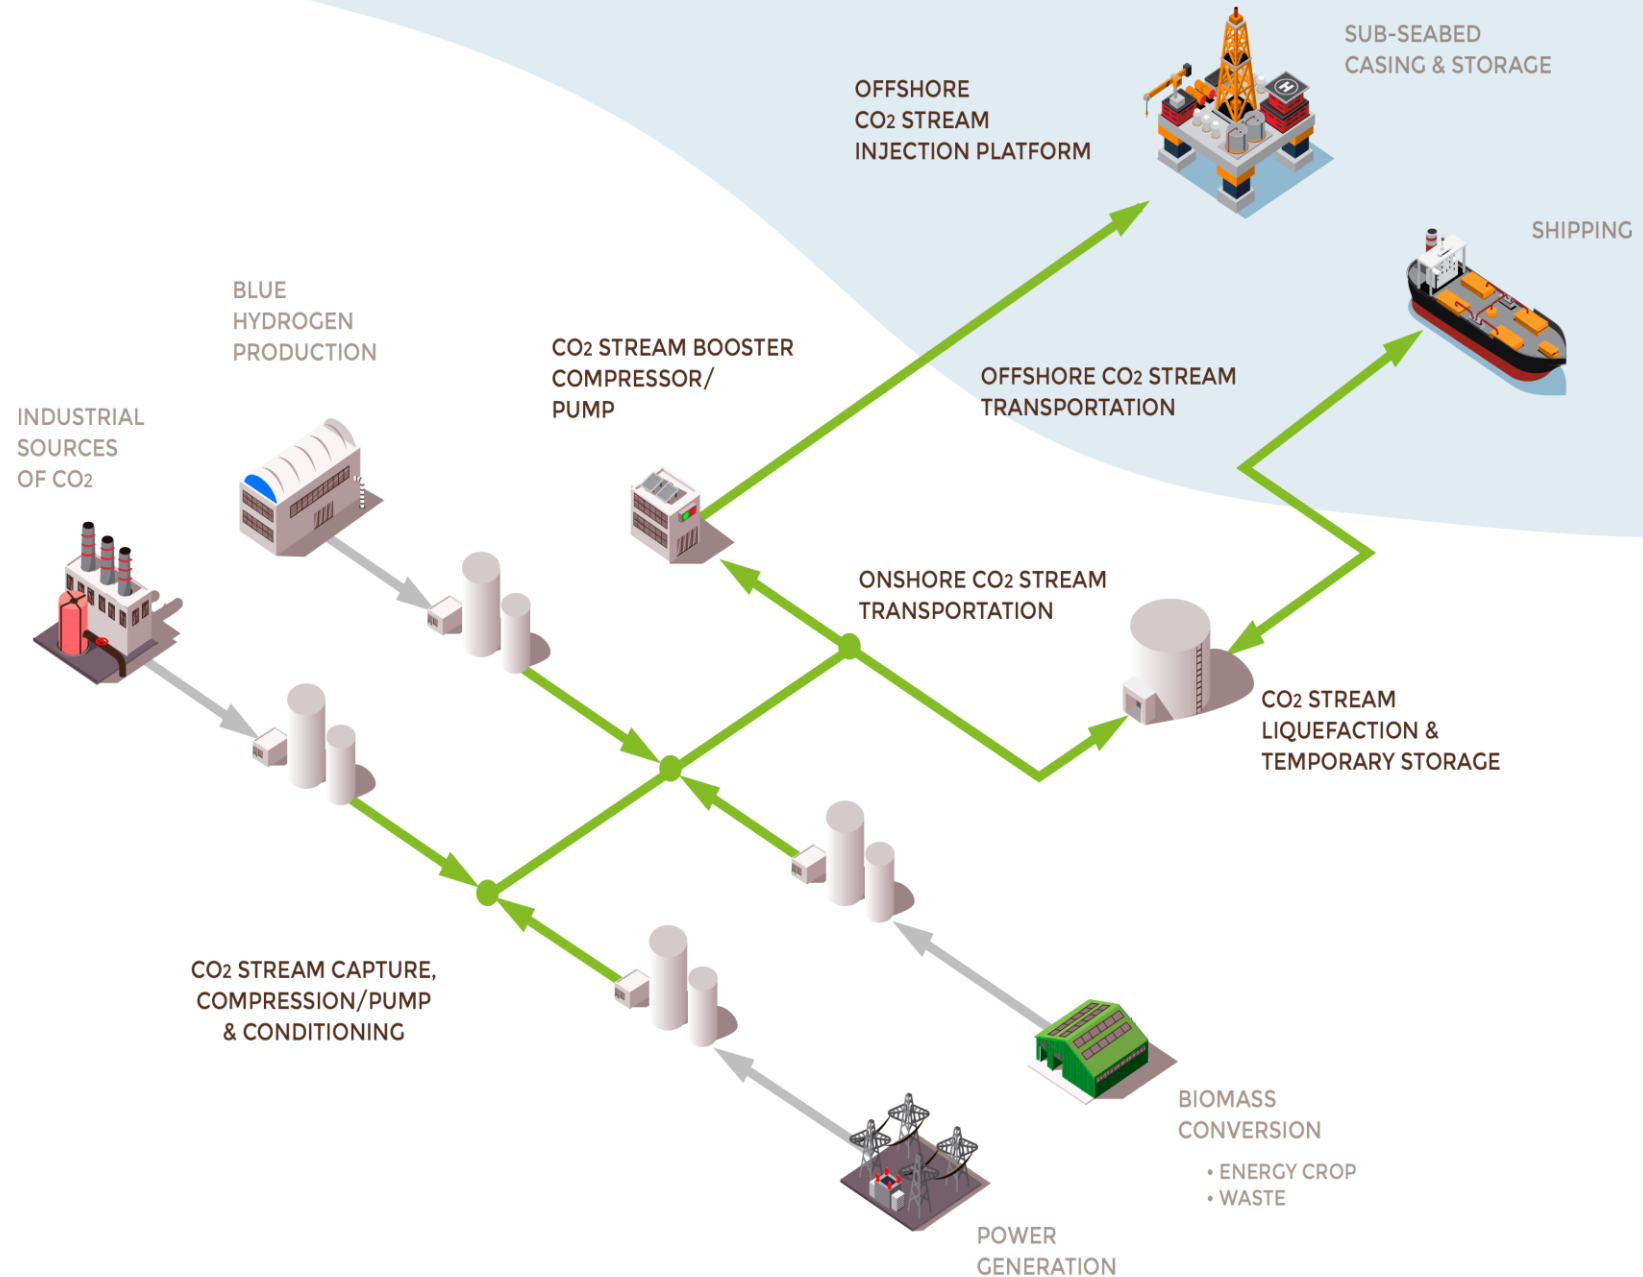 SUB-SEABED
CASING & STORAGE
OFFSHORE
CO2 STREAM
INJECTION PLATFORM
H
SHIPPING
BLUE
HYDROGEN
PRODUCTION
CO2 STREAM BOOSTER
COMPRESSOR/
PUMP
OFFSHORE CO2 STREAM
TRANSPORTATION
INDUSTRIAL
SOURCES
OF CO2
ONSHORE CO2 STREAM
TRANSPORTATION
CO2 STREAM
LIQUEFACTION &
TEMPORARY STORAGE
CO2 STREAM CAPTURE,
COMPRESSION/PUMP
& CONDITIONING
BIOMASS
CONVERSION
• ENERGY CROP
• WASTE
POWER
GENERATION